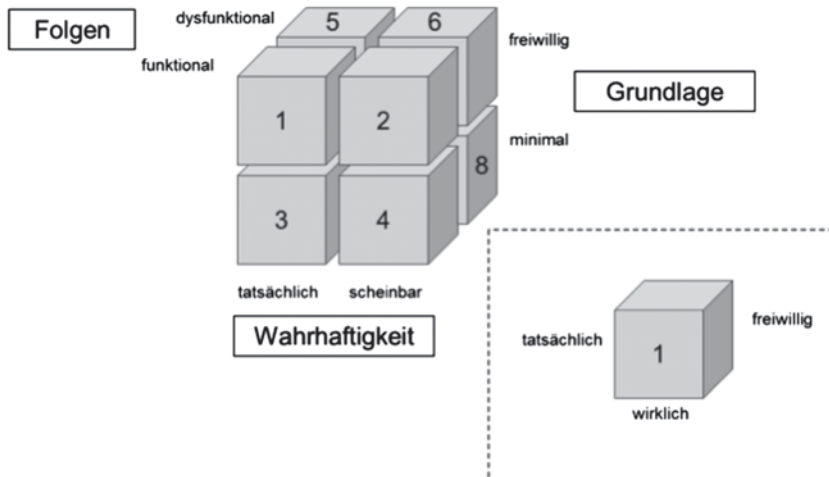 Folgen
dysfunktional
5
6
funktional
freiwillig
1
2
Grundlage
minimal
8
3
4
tatsächlich
scheinbar
Wahrhaftigkeit
tatsächlich
1
freiwillig
wirklich